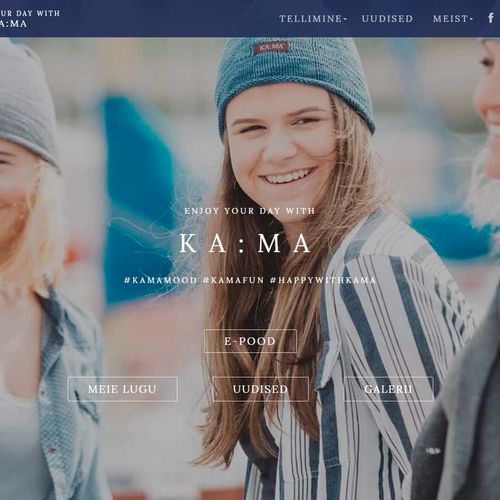 UR DAY WITH
A:MA
TELLIMINE
UUDISED
MEIST
f
KA:MA
ENJOY YOUR DAY WITH
KA:MA
#KAMAMOOD #KAMAFUN #HAPPYWITHKAMA
E-POOD
MEIE LUGU
UUDISED
GALERII